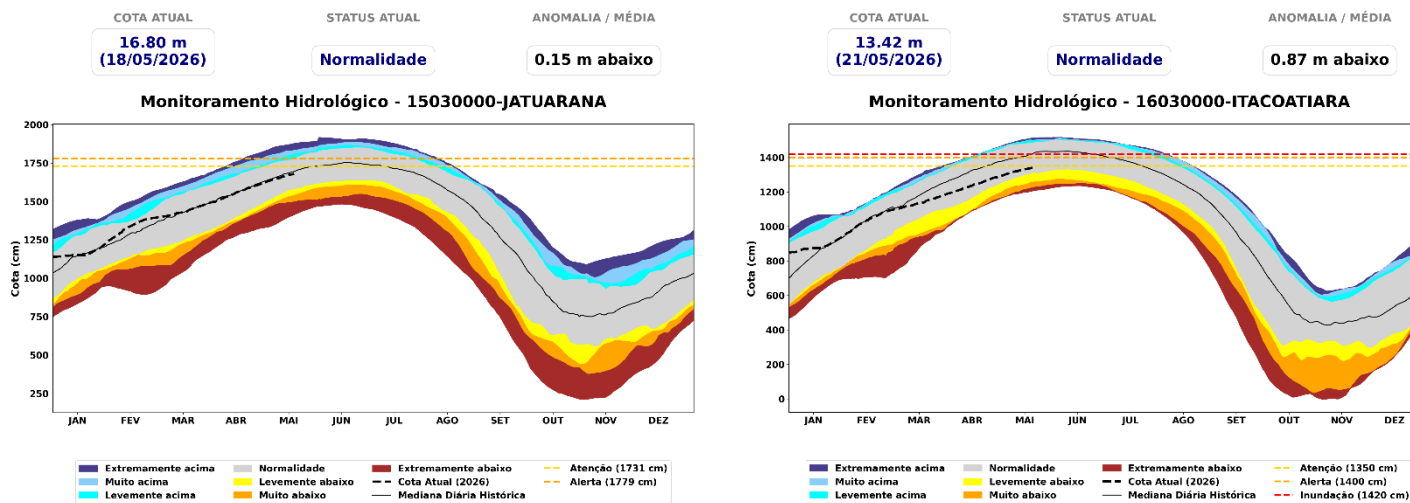 COTA ATUAL
STATUS ATUAL
ANOMALIA / MÉDIA
16.80 m
(18/05/2026)
Normalidade
0.15 m abaixo
Monitoramento Hidrológico - 15030000-JATUARANA
Cota (cm)
2000
1750
1500
1250
1000
750
500
250
JAN FEV MAR ABR MAI JUN JUL AGO SET OUT NOV DEZ
Extremamente acima
Muito acima
Levemente acima
Normalidade
Levemente abaixo
Muito abaixo
Extremamente abaixo
Cota Atual (2026)
Mediana Diária Histórica
Atenção (1731 cm)
Alerta (1779 cm)
COTA ATUAL
STATUS ATUAL
ANOMALIA / MÉDIA
13.42 m
(21/05/2026)
Normalidade
0.87 m abaixo
Monitoramento Hidrológico - 16030000-ITACOATIARA
Cota (cm)
1400
1200
1000
800
600
400
200
0
JAN FEV MAR ABR MAI JUN JUL AGO SET OUT NOV DEZ
Extremamente acima
Muito acima
Levemente acima
Normalidade
Levemente abaixo
Muito abaixo
Extremamente abaixo
Cota Atual (2026)
Mediana Diária Histórica
Atenção (1350 cm)
Alerta (1400 cm)
Inundação (1420 cm)